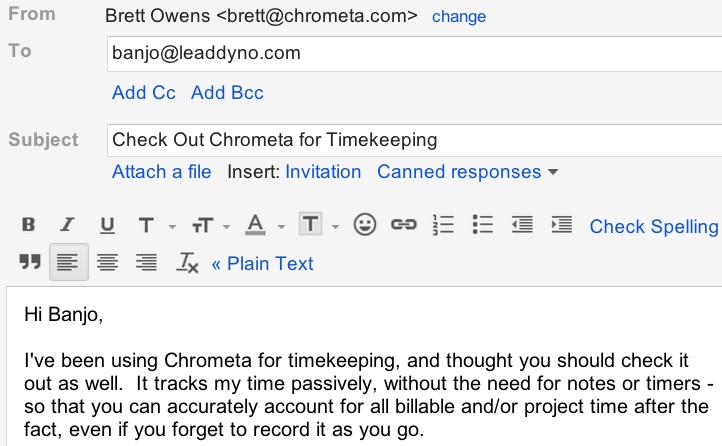 From Brett Owens <brett@chrometa.com> change
To banjo@leaddyno.com
Add Cc Add Bcc
Subject Check Out Chrometa for Timekeeping
Attach a file Insert: Invitation Canned responses
B I U T тT A T Check Spelling
« Plain Text
Hi Banjo,
I've been using Chrometa for timekeeping, and thought you should check it
out as well.  It tracks my time passively, without the need for notes or timers -
so that you can accurately account for all billable and/or project time after the
fact, even if you forget to record it as you go.